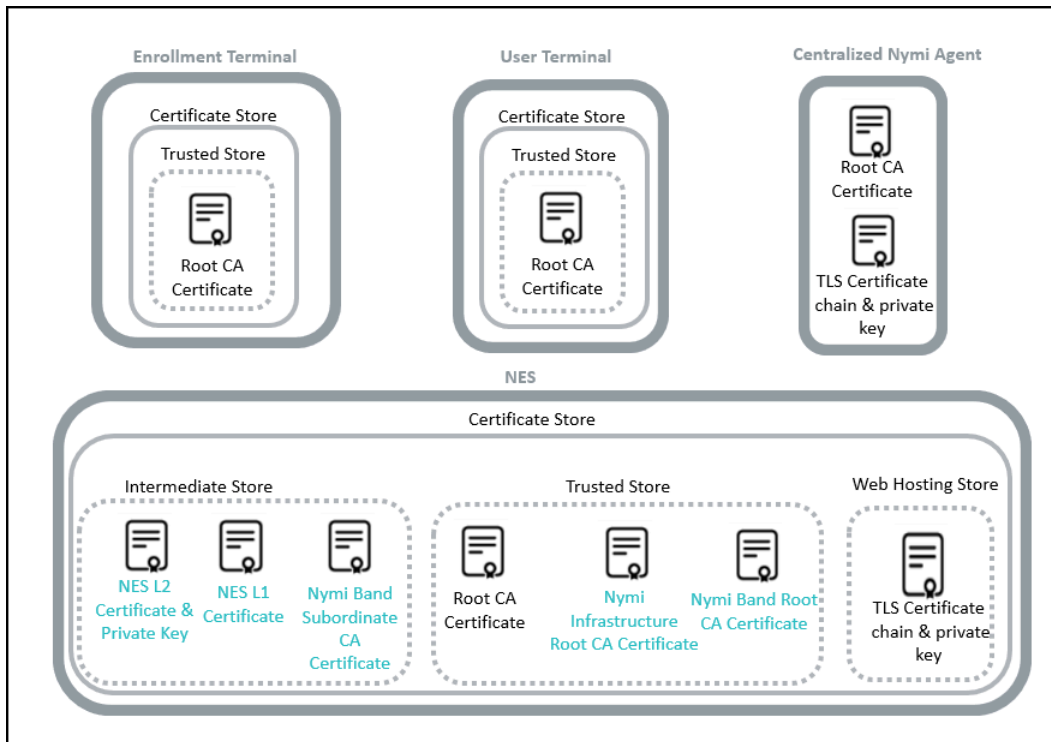 Enrollment Terminal
Certificate Store
Trusted Store
Root CA
Certificate
User Terminal
Certificate Store
Trusted Store
Root CA
Certificate
Centralized Nymi Agent
Root CA
Certificate
TLS Certificate
chain & private
key
NES
Certificate Store
Intermediate Store
NES L2
Certificate &
Private Key
NES L1
Certificate
Nymi Band
Subordinate
CA
Certificate
Trusted Store
Root CA
Certificate
Nymi
Infrastructure
Root CA Certificate
Nymi Band Root
CA Certificate
Web Hosting Store
TLS Certificate
chain & private
key